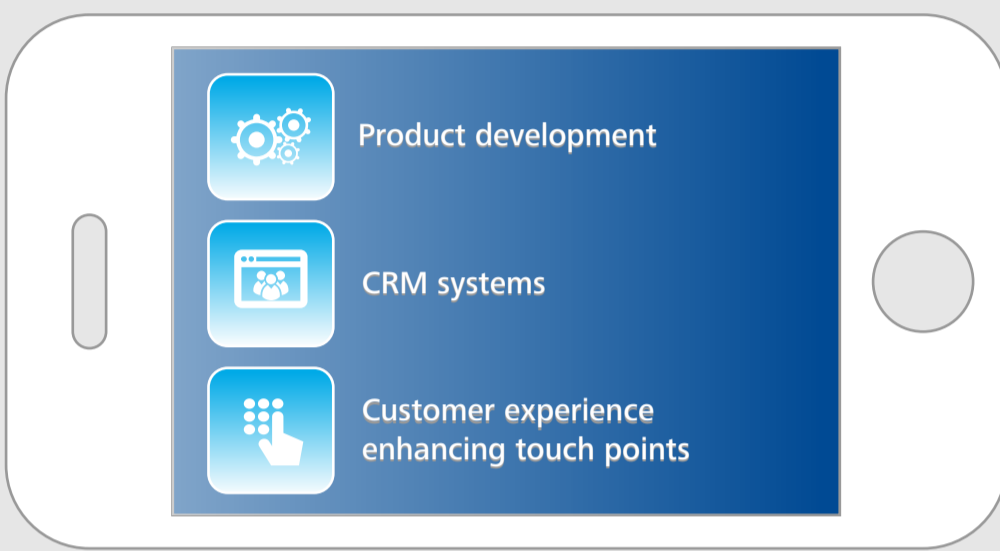 Product development
CRM systems
Customer experience
enhancing touch points